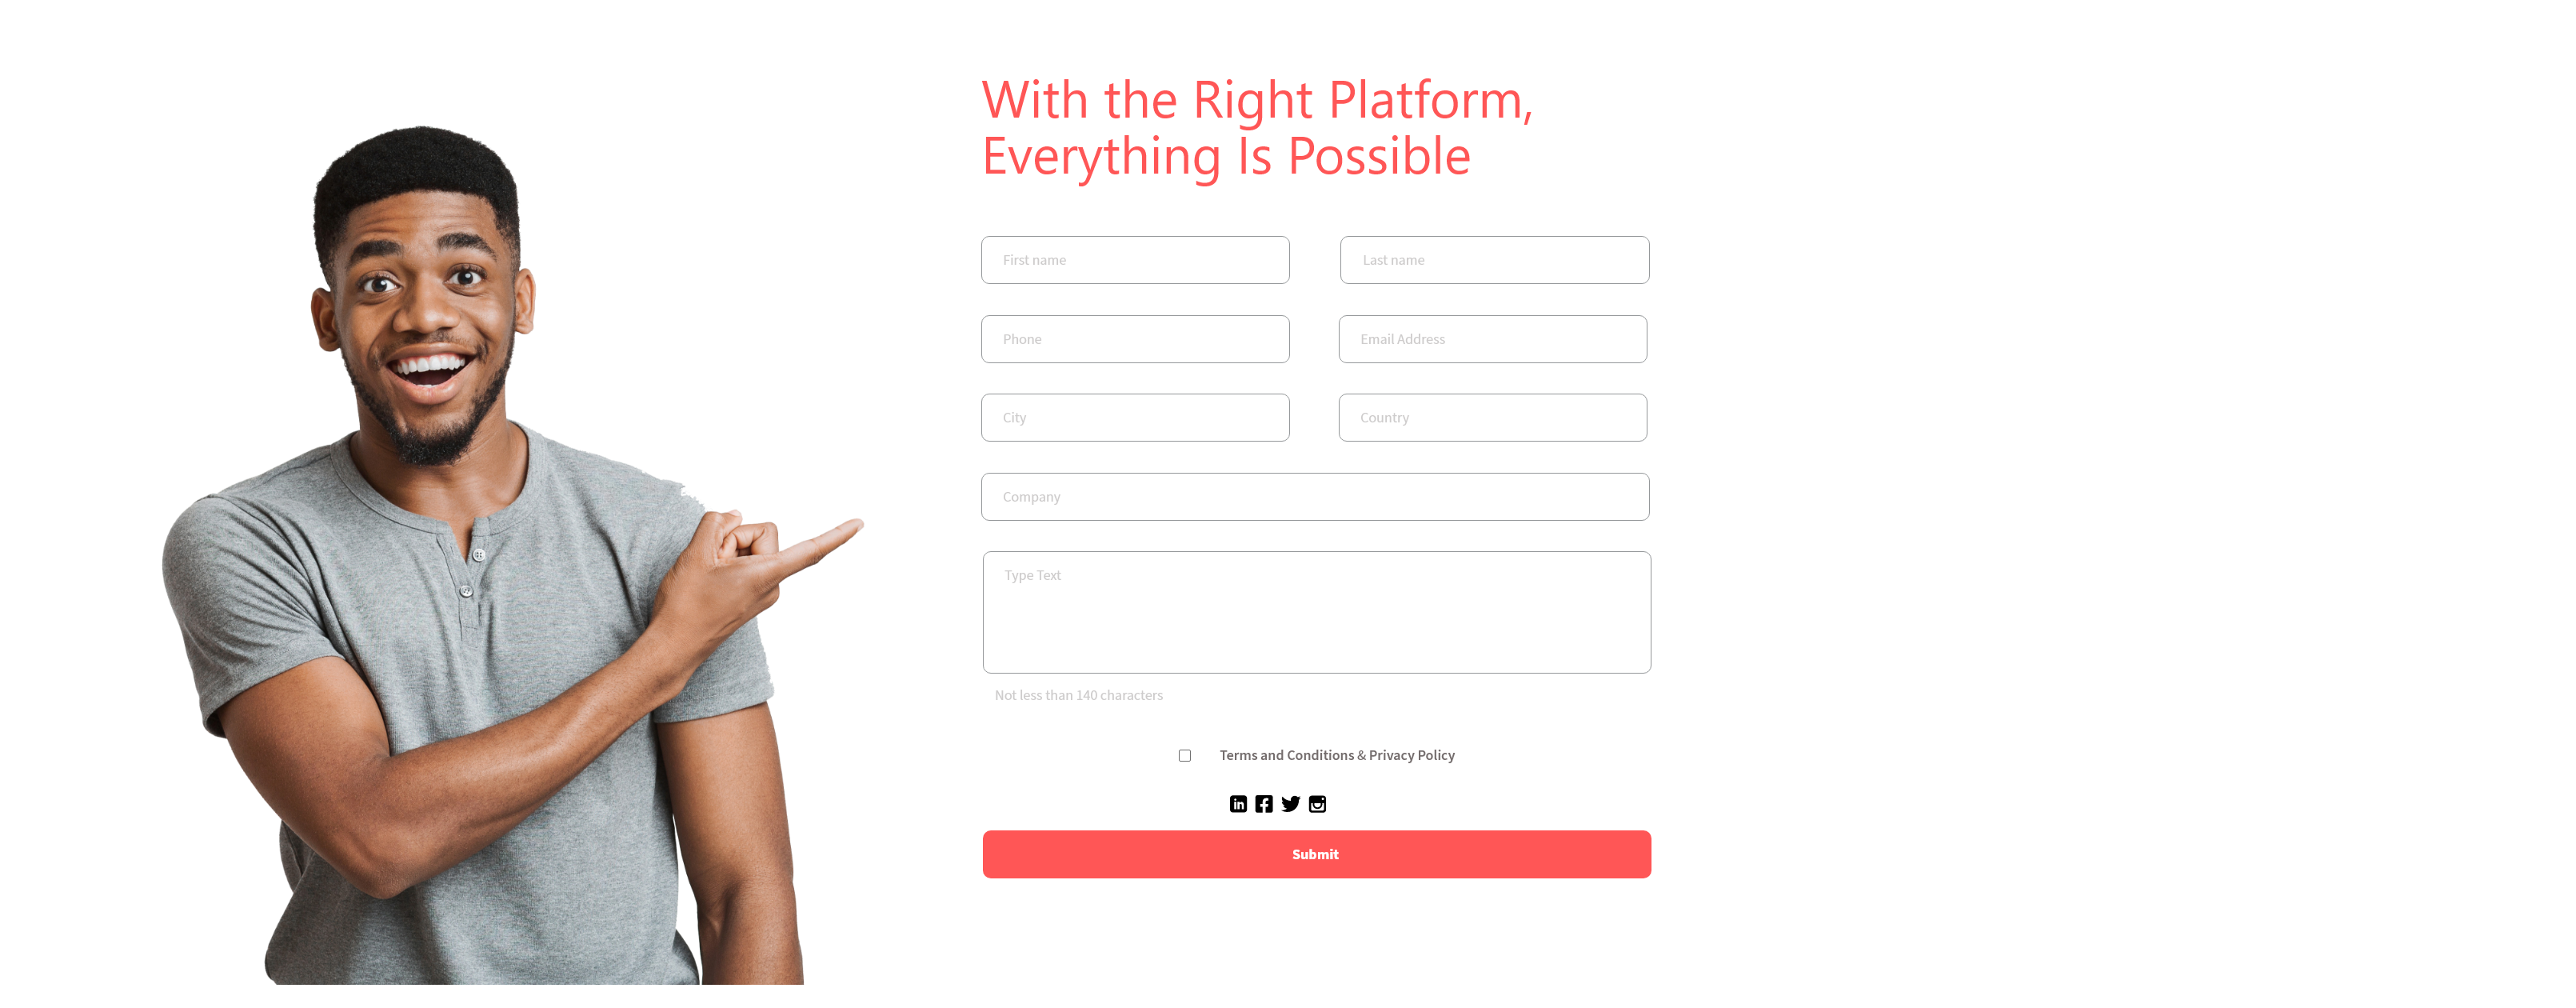 With the Right Platform,
Everything Is Possible
First name
Last name
Phone
Email Address
City
Country
Company
Type Text
Not less than 140 characters
Terms and Conditions & Privacy Policy
in
Submit